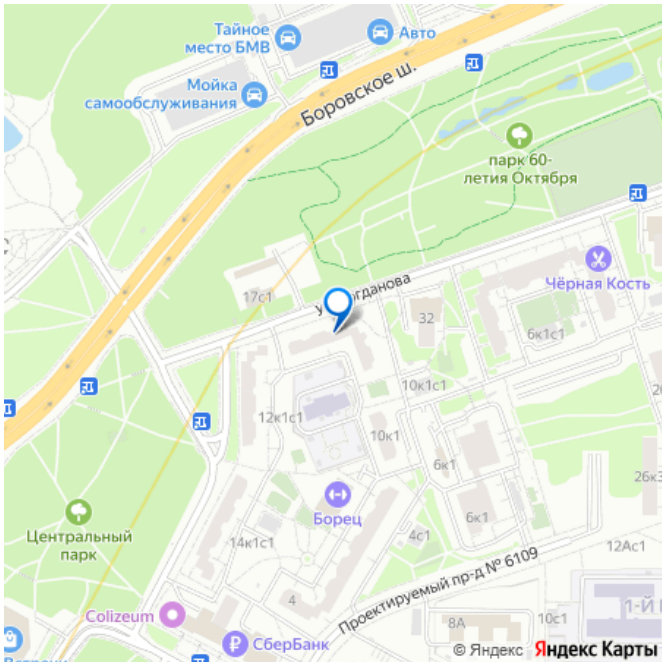 Тайное
место БМВ
Авто
Мойка
самообслуживания
Боровское ш.
парк 60-
летия Октября
Чёрная Кость
17с1
32
6к1с1
10к1с1
12к1с1
10к1
6к1
6к1
Борец
4с1
14к1с1
Центральный
парк
4
Проектируемый пр-д № 6109
12Ас1
10с1
8А
Colizeum
СберБанк
© Яндекс Яндекс Карты